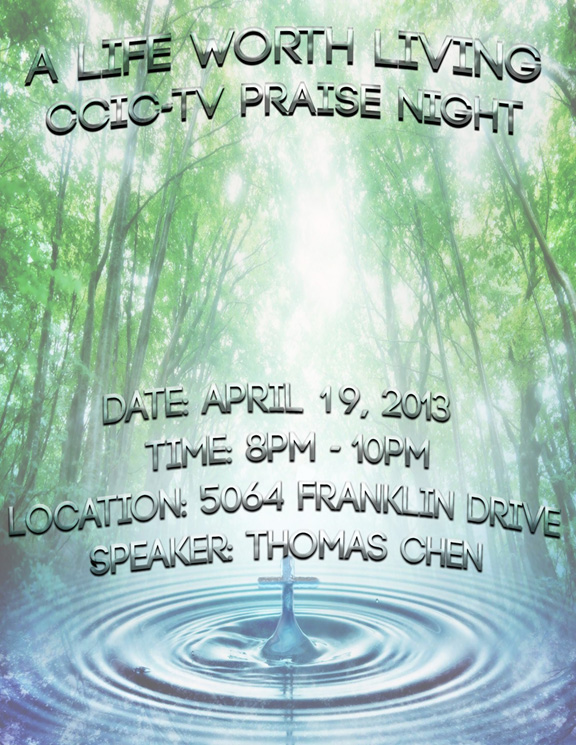 A LIFE WORTH LIVING
CCIC-TV PRAISE NIGHT
DATE: APRIL 19, 2013
TIME: 8PM - 10PM
LOCATION: 5064 FRANKLIN DRIVE
SPEAKER: THOMAS CHEN